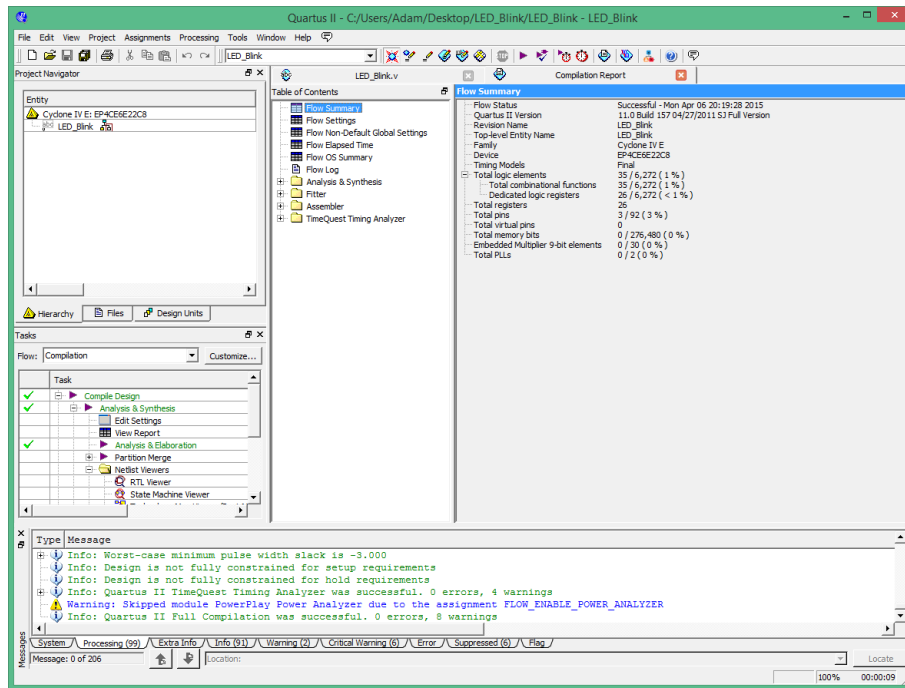 Quartus II - C:/Users/Adam/Desktop/LED_Blink/LED_Blink - LED_Blink
File Edit View Project Assignments Processing Tools Window Help
LED_Blink
Project Navigator
Entity
Cyclone IV E: EP4CE6E22C8
LED_Blink
Hierarchy Files Design Units
Tasks
Flow: Compilation Customize...
Task
Compile Design
Analysis & Synthesis
Edit Settings
View Report
Analysis & Elaboration
Partition Merge
Netlist Viewers
RTL Viewer
State Machine Viewer
LED_Blink.v Compilation Report
Table of Contents
Flow Summary
Flow Settings
Flow Non-Default Global Settings
Flow Elapsed Time
Flow OS Summary
Flow Log
Analysis & Synthesis
Fitter
Assembler
TimeQuest Timing Analyzer
Flow Summary
Flow Status Successful - Mon Apr 06 20:19:28 2015
Quartus II Version 11.0 Build 157 04/27/2011 SJ Full Version
Revision Name LED_Blink
Top-level Entity Name LED_Blink
Family Cyclone IV E
Device EP4CE6E22C8
Timing Models Final
Total logic elements 35 / 6,272 ( 1 % )
Total combinational functions 35 / 6,272 ( 1 % )
Dedicated logic registers 26 / 6,272 ( < 1 % )
Total registers 26
Total pins 3 / 92 ( 3 % )
Total virtual pins 0
Total memory bits 0 / 276,480 ( 0 % )
Embedded Multiplier 9-bit elements 0 / 30 ( 0 % )
Total PLLs 0 / 2 ( 0 % )
Messages
Type Message
Info: Worst-case minimum pulse width slack is -3.000
Info: Design is not fully constrained for setup requirements
Info: Design is not fully constrained for hold requirements
Info: Quartus II TimeQuest Timing Analyzer was successful. 0 errors, 4 warnings
Warning: Skipped module PowerPlay Power Analyzer due to the assignment FLOW_ENABLE_POWER_ANALYZER
Info: Quartus II Full Compilation was successful. 0 errors, 8 warnings
System Processing (99) Extra Info Info (91) Warning (2) Critical Warning (6) Error Suppressed (6) Flag
Message: 0 of 206 Location: Locate
100% 00:00:09